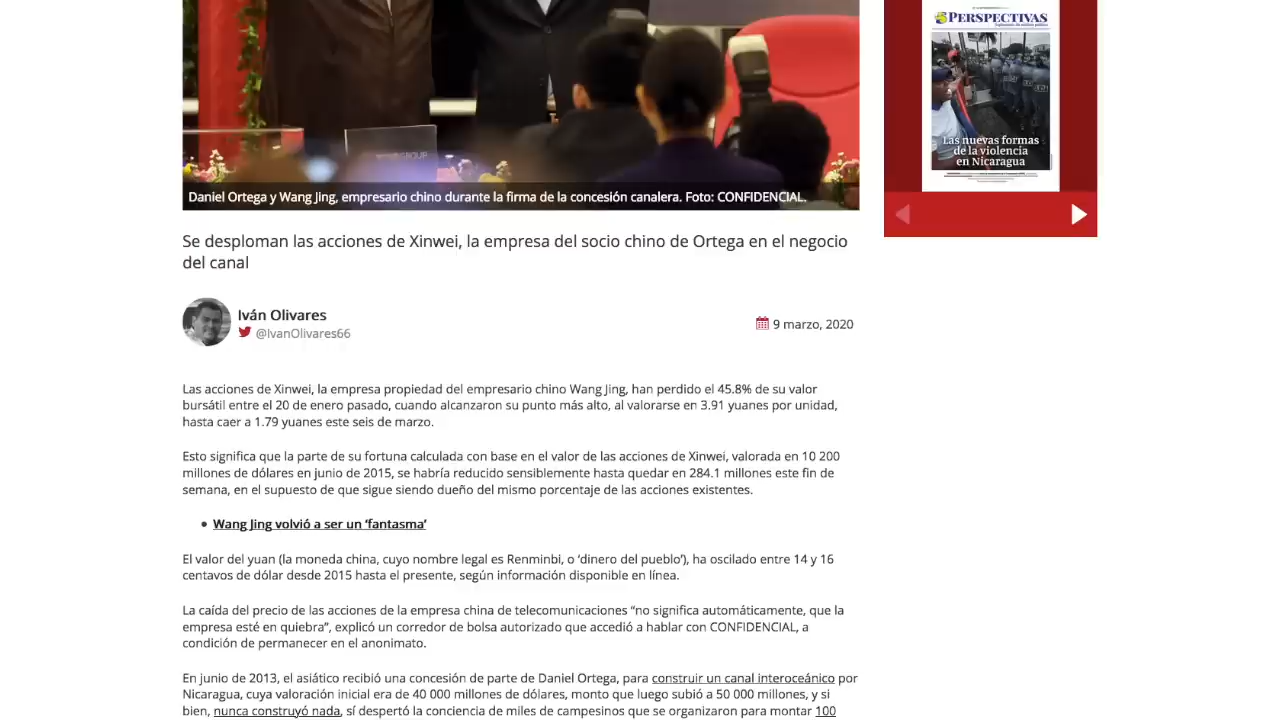 Daniel Ortega y Wang Jing, empresario chino durante la firma de la concesión canalera. Foto: CONFIDENCIAL.
Se desploman las acciones de Xinwei, la empresa del socio chino de Ortega en el negocio
del canal
Iván Olivares
@IvanOlivares66
9 marzo, 2020
Las acciones de Xinwei, la empresa propiedad del empresario chino Wang Jing, han perdido el 45.8% de su valor
bursátil entre el 20 de enero pasado, cuando alcanzaron su punto más alto, al valorarse en 3.91 yuanes por unidad,
hasta caer a 1.79 yuanes este seis de marzo.
Esto significa que la parte de su fortuna calculada con base en el valor de las acciones de Xinwei, valorada en 10 200
millones de dólares en junio de 2015, se habría reducido sensiblemente hasta quedar en 284.1 millones este fin de
semana, en el supuesto de que sigue siendo dueño del mismo porcentaje de las acciones existentes.
• Wang Jing volvió a ser un ‘fantasma’
El valor del yuan (la moneda china, cuyo nombre legal es Renminbi, o ‘dinero del pueblo’), ha oscilado entre 14 y 16
centavos de dólar desde 2015 hasta el presente, según información disponible en línea.
La caída del precio de las acciones de la empresa china de telecomunicaciones “no significa automáticamente, que la
empresa esté en quiebra”, explicó un corredor de bolsa autorizado que accedió a hablar con CONFIDENCIAL, a
condición de permanecer en el anonimato.
En junio de 2013, el asiático recibió una concesión de parte de Daniel Ortega, para construir un canal interoceánico por
Nicaragua, cuya valoración inicial era de 40 000 millones de dólares, monto que luego subió a 50 000 millones, y si
bien, nunca construyó nada, sí despertó la conciencia de miles de campesinos que se organizaron para montar 100
PERSPECTIVAS
Las nuevas formas
de la violencia
en Nicaragua